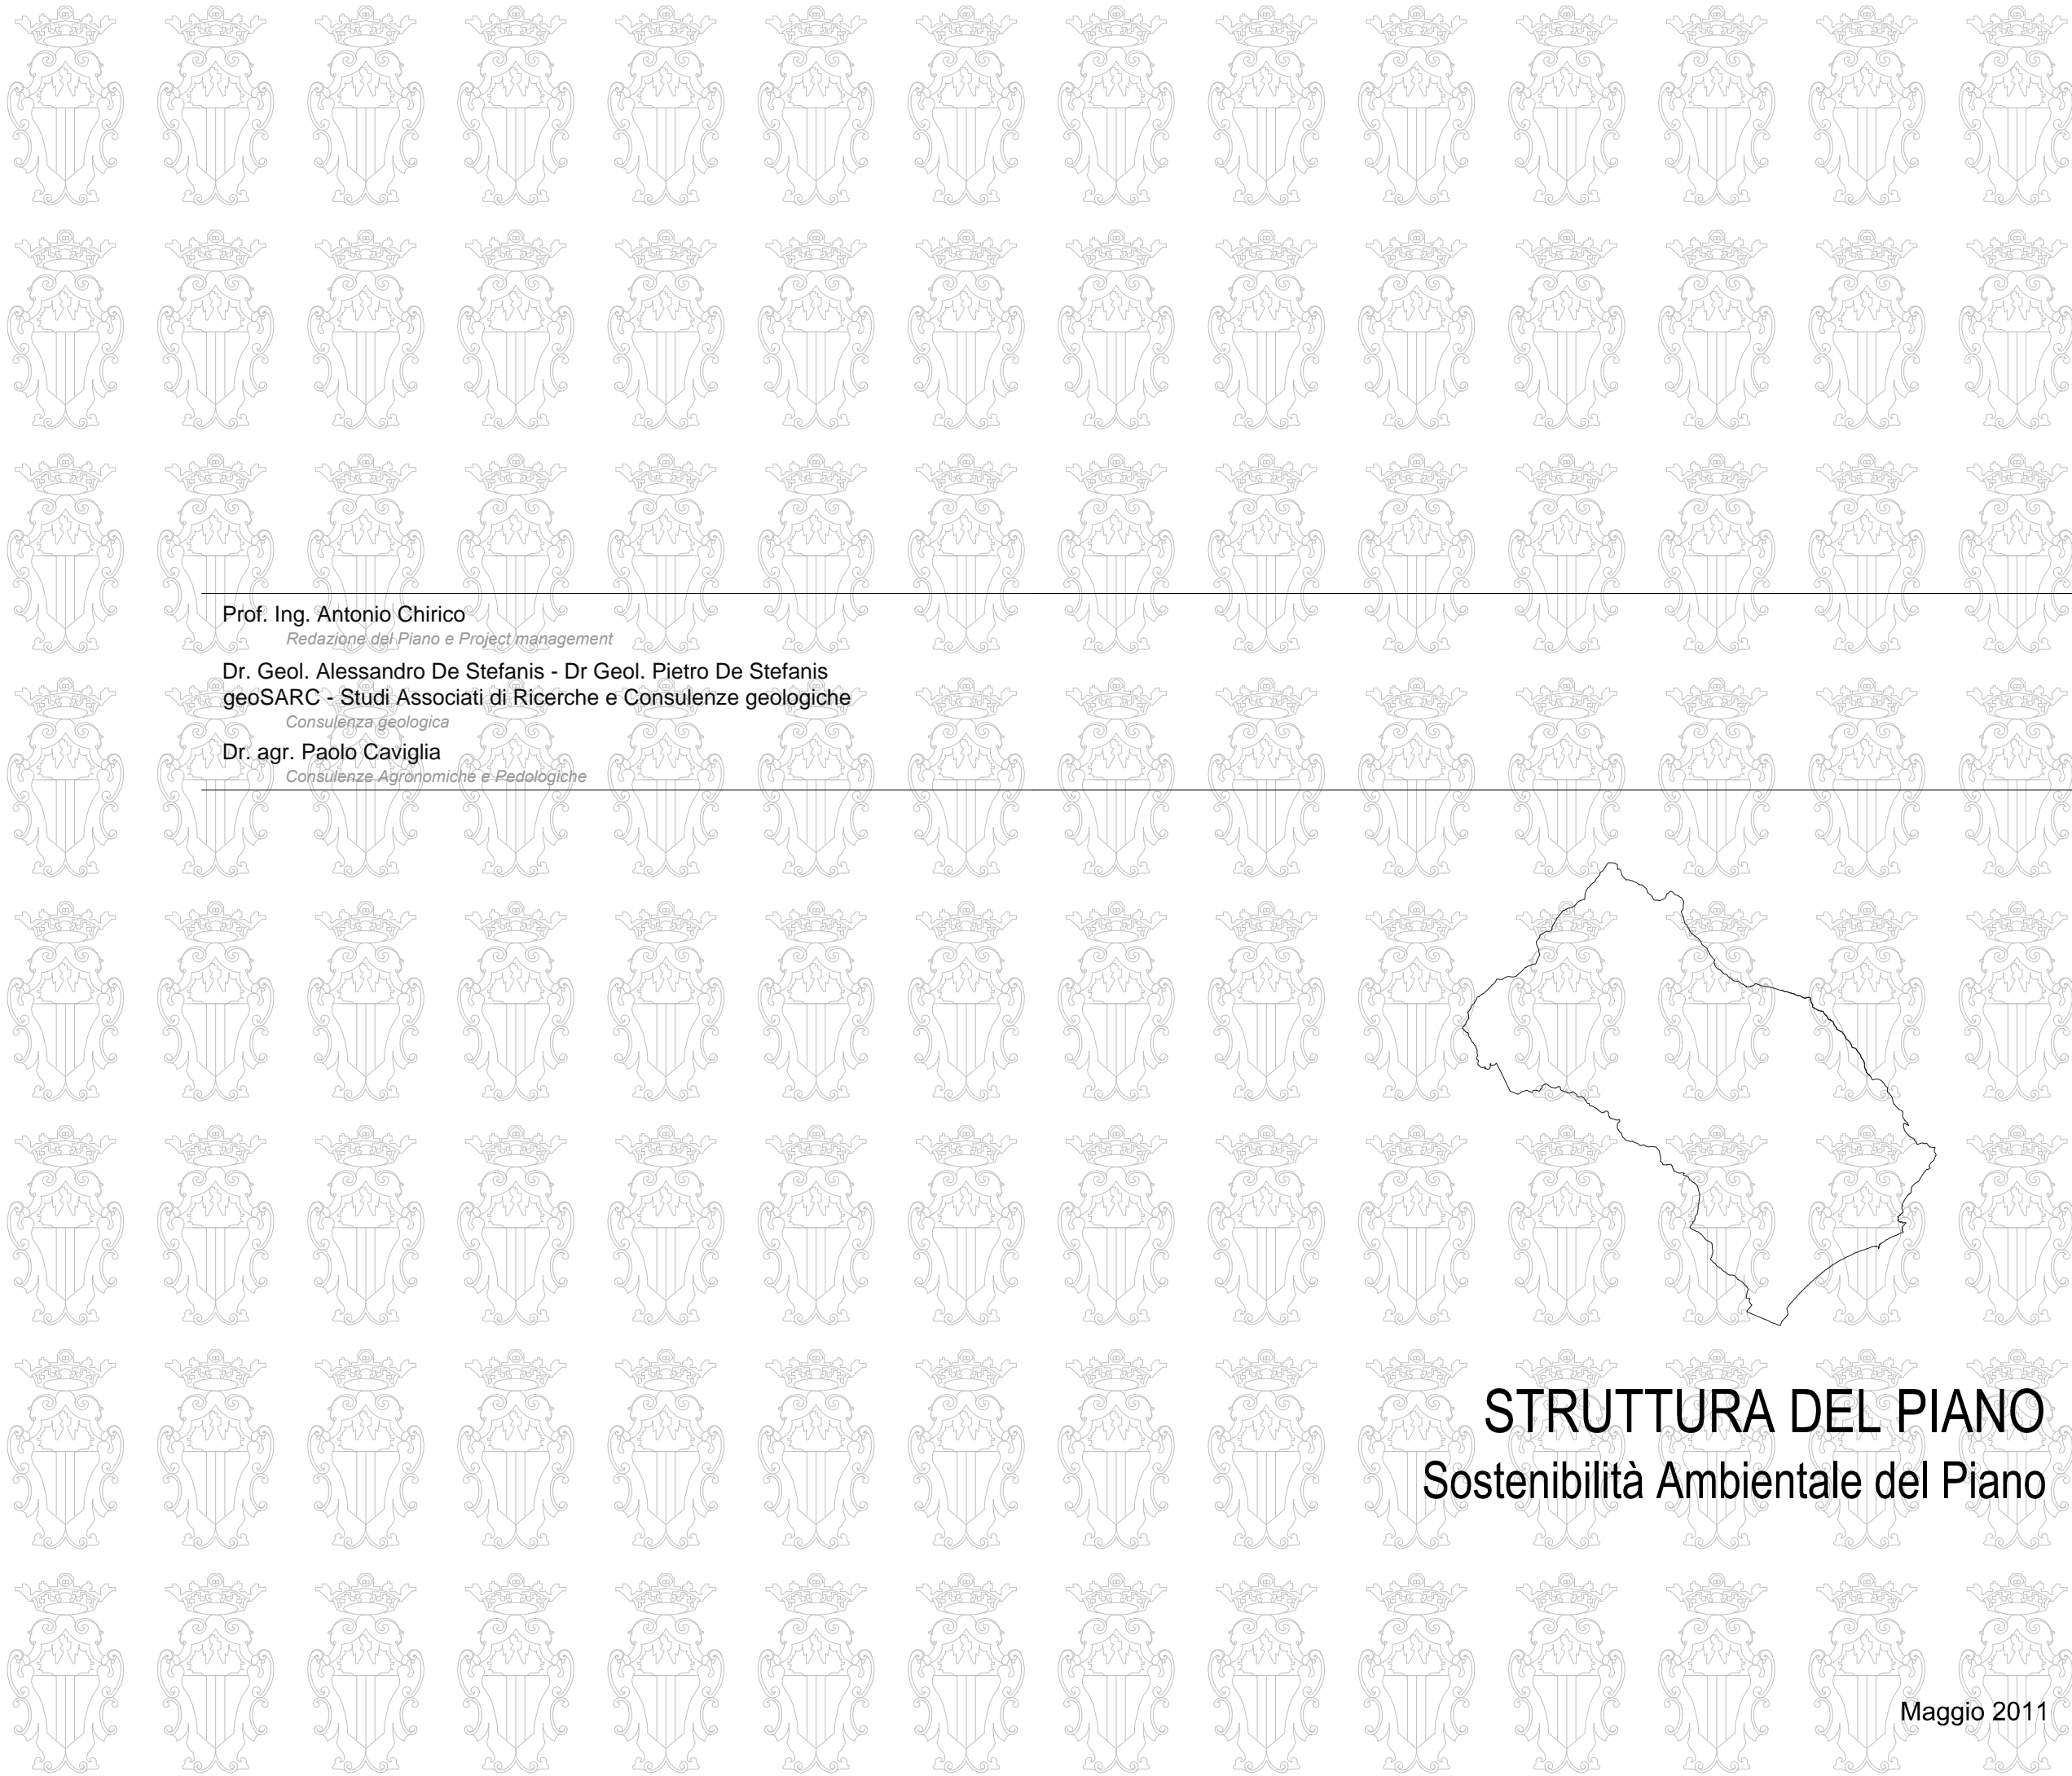 Prof. Ing. Antonio Chirico
Redazione del Piano e Project management
Dr. Geol. Alessandro De Stefanis - Dr Geol. Pietro De Stefanis
geoSARC - Studi Associati di Ricerche e Consulenze geologiche
Consulenza geologica
Dr. agr. Paolo Caviglia
Consulenze Agronomiche e Pedologiche
STRUTTURA DEL PIANO
Sostenibilità Ambientale del Piano
Maggio 2011